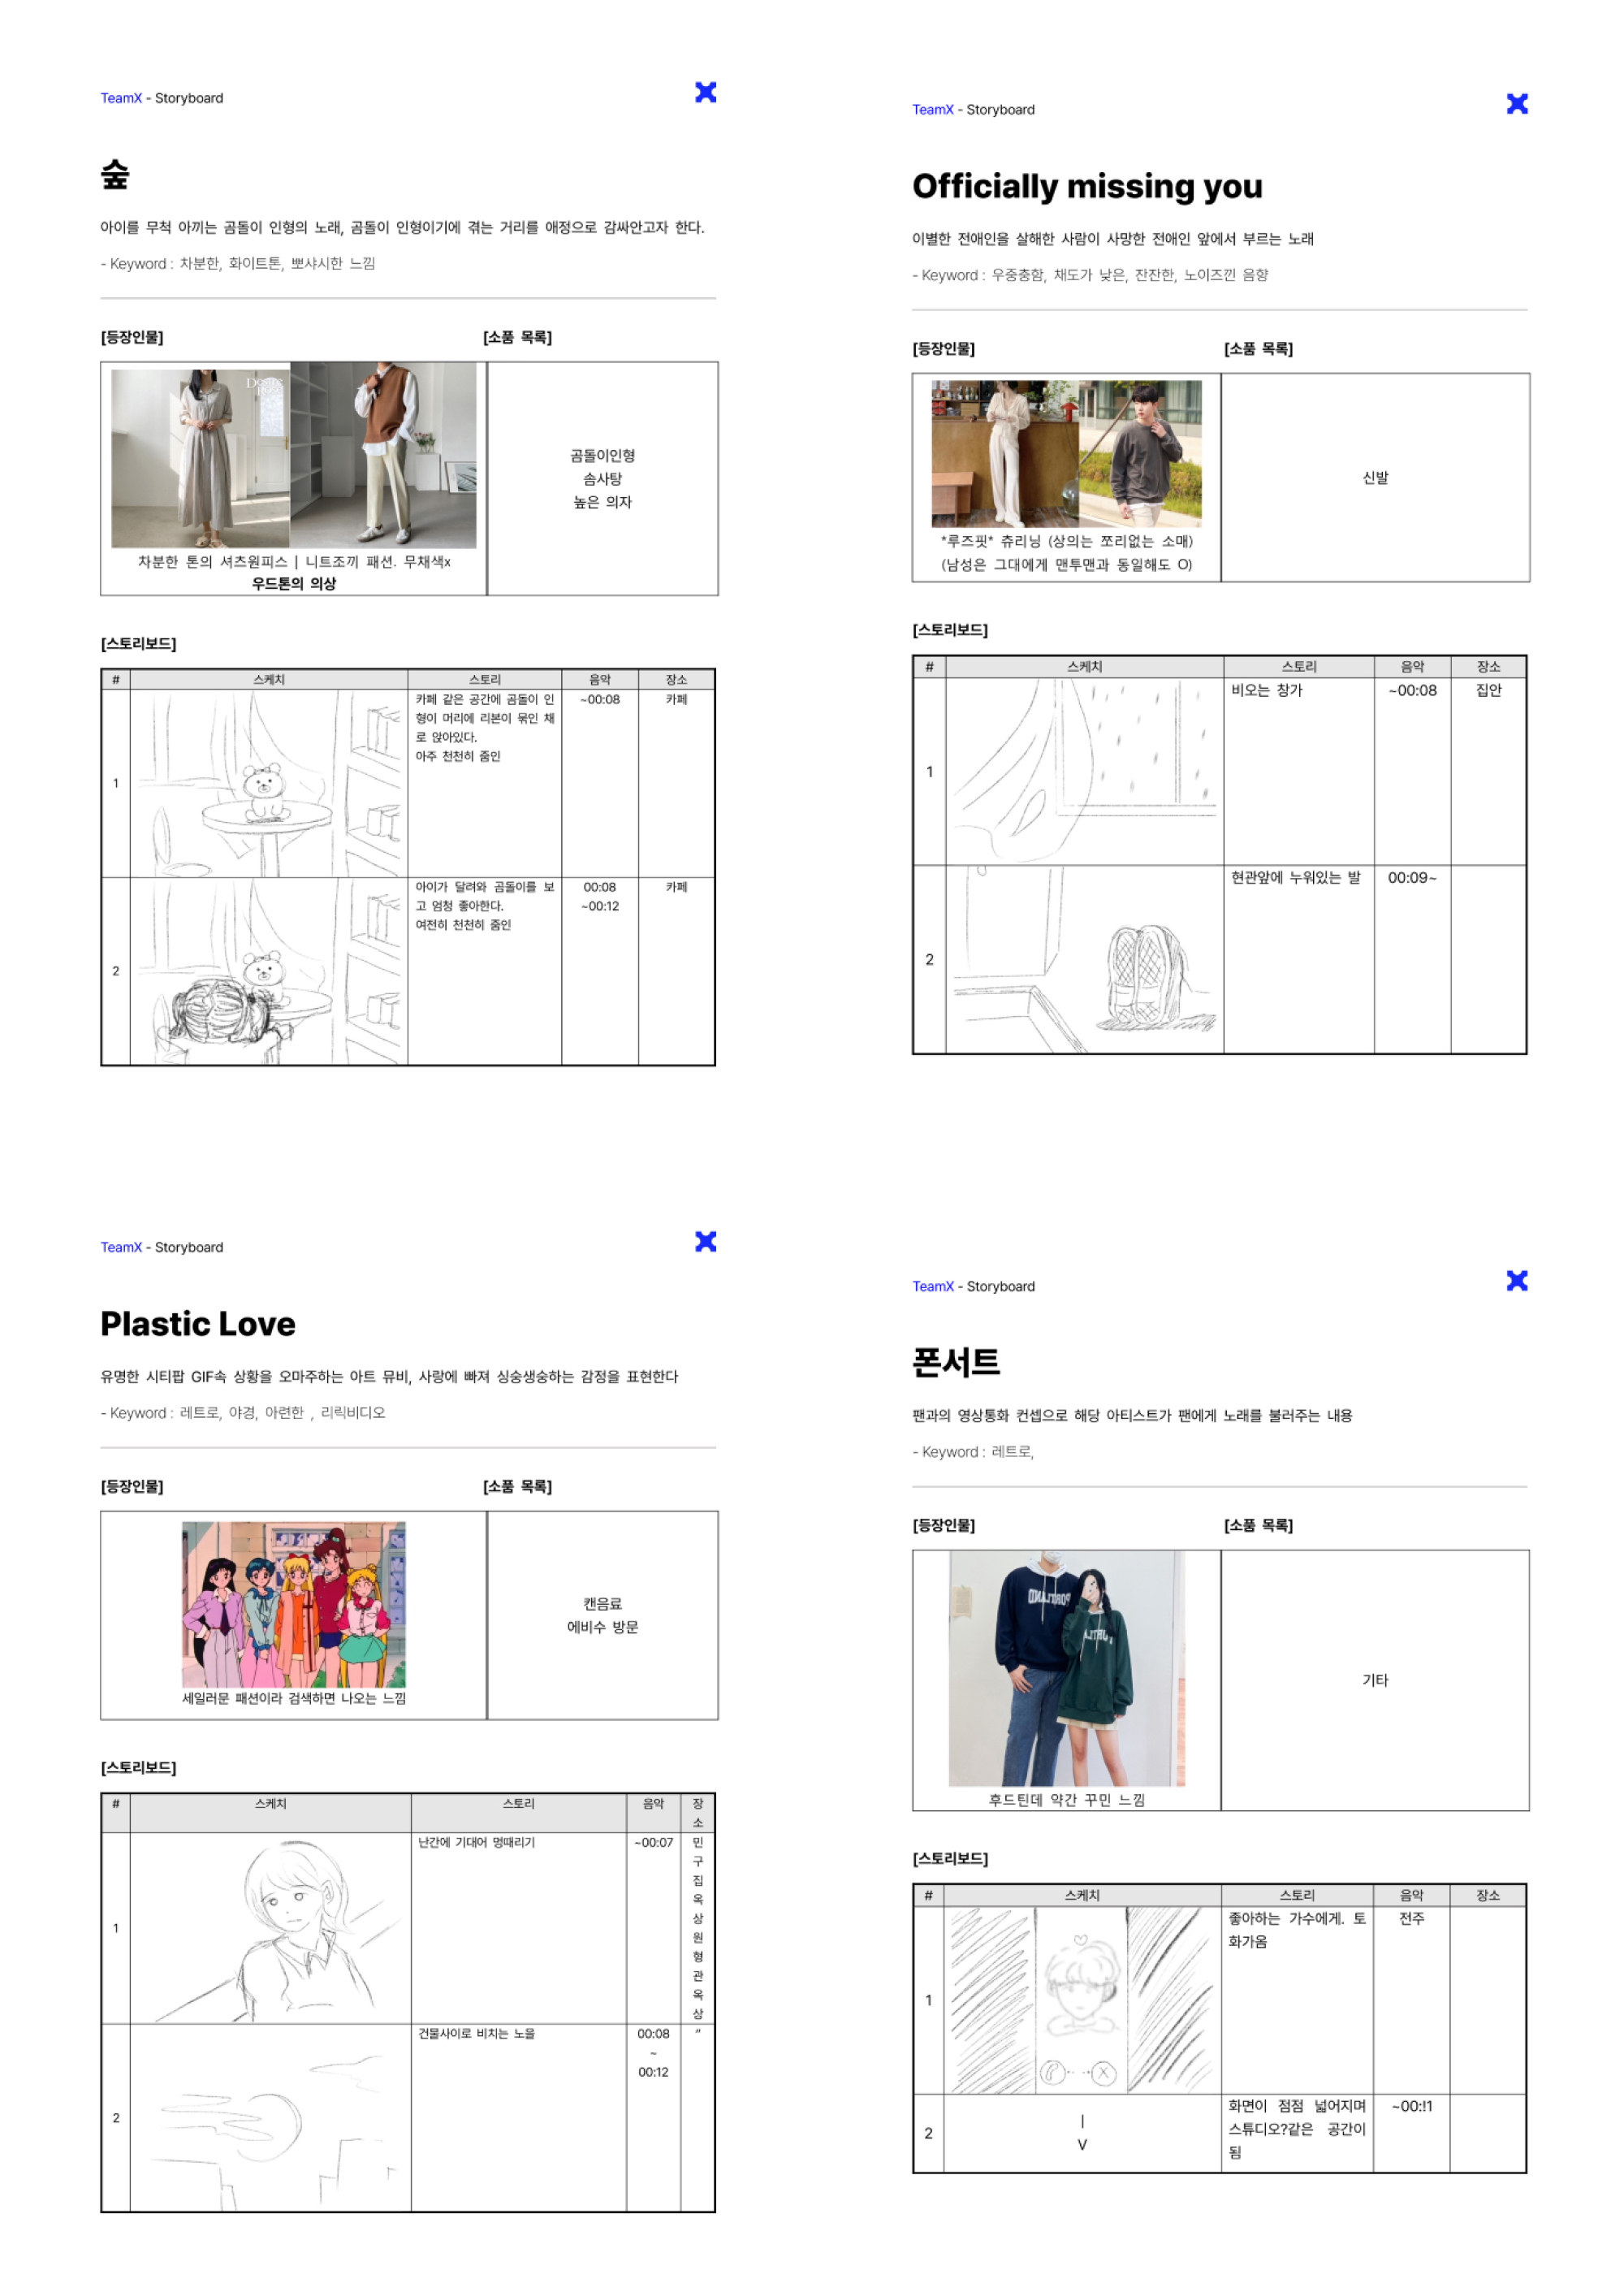 TeamX - Storyboard
숲
아이를 무척 아끼는 곰돌이 인형의 노래, 곰돌이 인형이기에 겪는 거리를 애정으로 감싸안고자 한다.
- Keyword : 차분한, 화이트톤, 뽀샤시한 느낌
[등장인물]
[소품 목록]
차분한 톤의 셔츠원피스 | 니트조끼 패션. 무채색x
우드톤의 의상
곰돌이인형
솜사탕
높은 의자
[스토리보드]
# 스케치 스토리 음악 장소
1
카페 같은 공간에 곰돌이 인
형이 머리에 리본이 묶인 채
로 앉아있다.
아주 천천히 줌인
~00:08
카페
2
아이가 달려와 곰돌이를 보
고 엄청 좋아한다.
여전히 천천히 줌인
00:08
~00:12
카페
TeamX - Storyboard
Officially missing you
이별한 전애인을 살해한 사람이 사망한 전애인 앞에서 부르는 노래
- Keyword : 우중충함, 채도가 낮은, 잔잔한, 노이즈낀 음향
[등장인물]
[소품 목록]
*루즈핏* 츄리닝 (상의는 쪼리없는 소매)
(남성은 그대에게 맨투맨과 동일해도 O)
신발
[스토리보드]
# 스케치 스토리 음악 장소
1
비오는 창가
~00:08
집안
2
현관앞에 누워있는 발
00:09~
TeamX - Storyboard
Plastic Love
유명한 시티팝 GIF속 상황을 오마주하는 아트 뮤비, 사랑에 빠져 싱숭생숭하는 감정을 표현한다
- Keyword : 레트로, 야경, 아련한 , 리릭비디오
[등장인물]
[소품 목록]
세일러문 패션이라 검색하면 나오는 느낌
캔음료
에비수 방문
[스토리보드]
# 스케치 스토리 음악 장
소
1
난간에 기대어 멍때리기
~00:07
민
구
집
옥
상
원
형
관
옥
상
2
건물사이로 비치는 노을
00:08
~
00:12
"
TeamX - Storyboard
폰서트
팬과의 영상통화 컨셉으로 해당 아티스트가 팬에게 노래를 불러주는 내용
- Keyword : 레트로,
[등장인물]
[소품 목록]
후드틴데 약간 꾸민 느낌
기타
[스토리보드]
# 스케치 스토리 음악 장소
1
좋아하는 가수에게. 토
화가옴
전주
2
|
V
화면이 점점 넓어지며
스튜디오?같은 공간이
됨
~00:!1